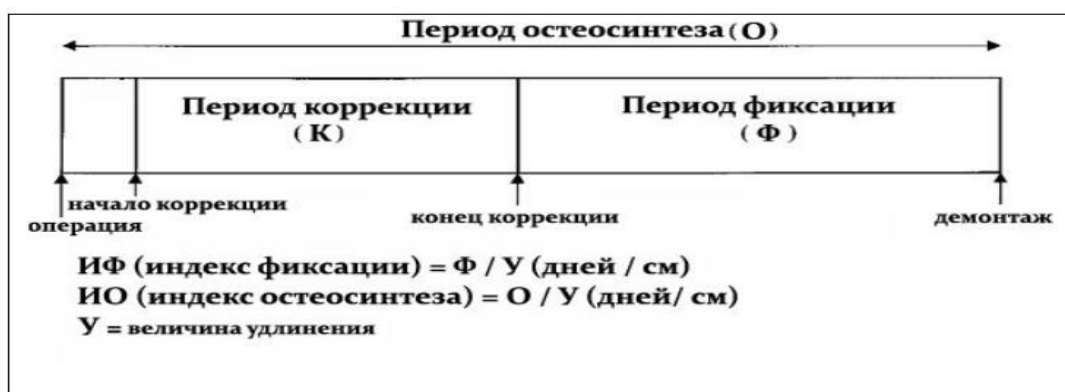 Период остеосинтеза (О)
Период коррекции
( К )
Период фиксации
( Ф )
начало коррекции
операция
конец коррекции
демонтаж
ИФ (индекс фиксации) = Ф / У (дней / см)
ИО (индекс остеосинтеза) = О / У (дней/ см)
У = величина удлинения